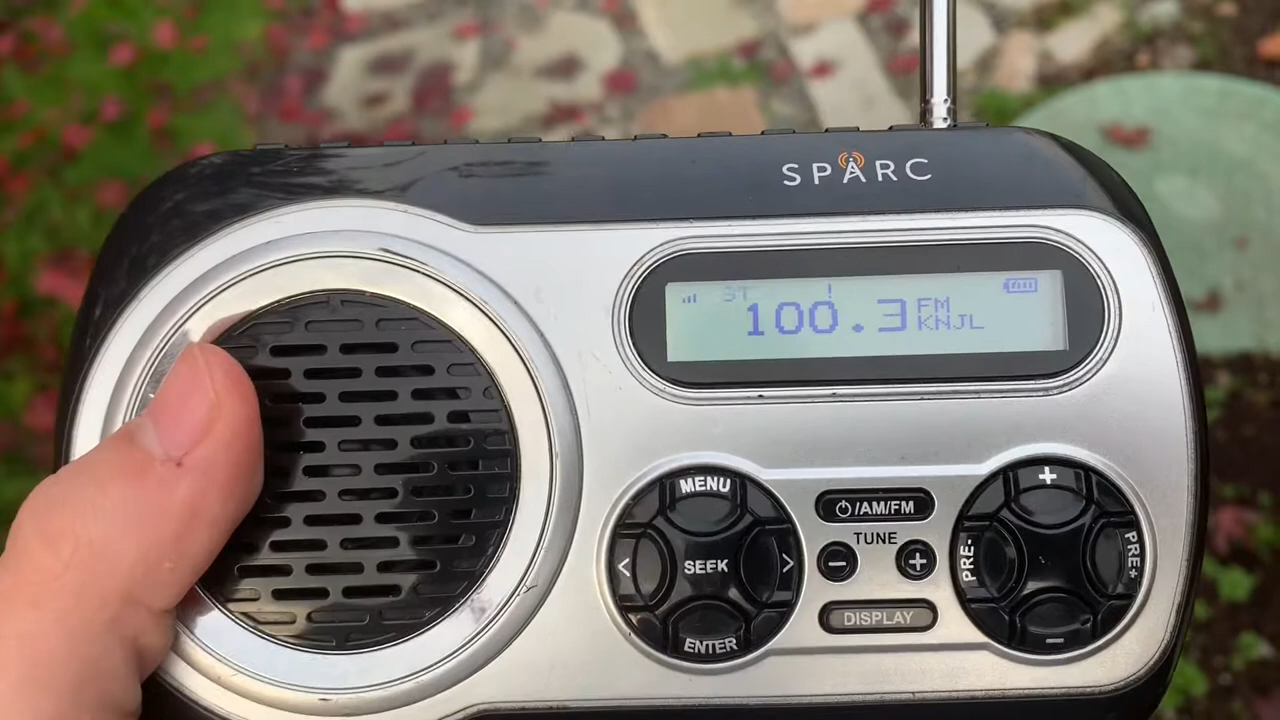 SPARC
ST
100.3 FM
KNJL
MENU
< SEEK >
ENTER
/AM/FM
TUNE
− +
DISPLAY
+
PRE- PRE+
−